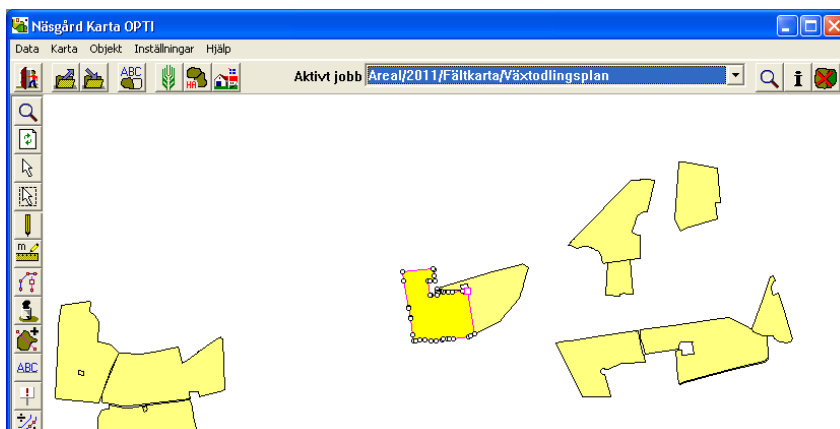 Näsgård Karta OPTI
Data Karta Objekt Inställningar Hjälp
ABC HA Aktivt jobb Areal/2011/Fältkarta/Växtodlingsplan i
m
ABC